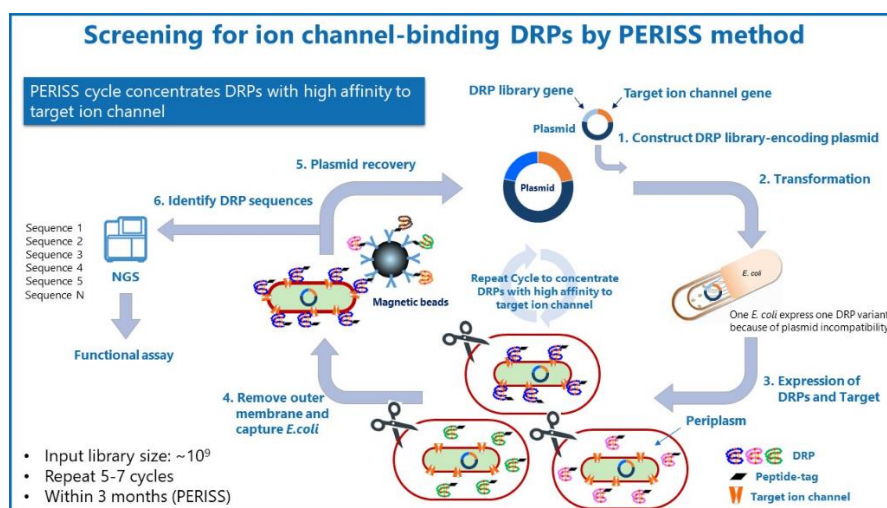 Screening for ion channel-binding DRPs by PERISS method
PERISS cycle concentrates DRPs with high affinity to
target ion channel
DRP library gene
Target ion channel gene
Plasmid
1. Construct DRP library-encoding plasmid
5. Plasmid recovery
Plasmid
2. Transformation
6. Identify DRP sequences
Sequence 1
Sequence 2
Sequence 3
Sequence 4
Sequence 5
Sequence N
NGS
Magnetic beads
Repeat Cycle to concentrate
DRPs with high affinity to
target ion channel
E. coli
One E. coli express one DRP variant
because of plasmid incompatibility
Functional assay
3. Expression of
DRPs and Target
4. Remove outer
membrane and
capture E.coli
Periplasm
• Input library size: ~10⁹
• Repeat 5-7 cycles
• Within 3 months (PERISS)
DRP
Peptide-tag
Target ion channel